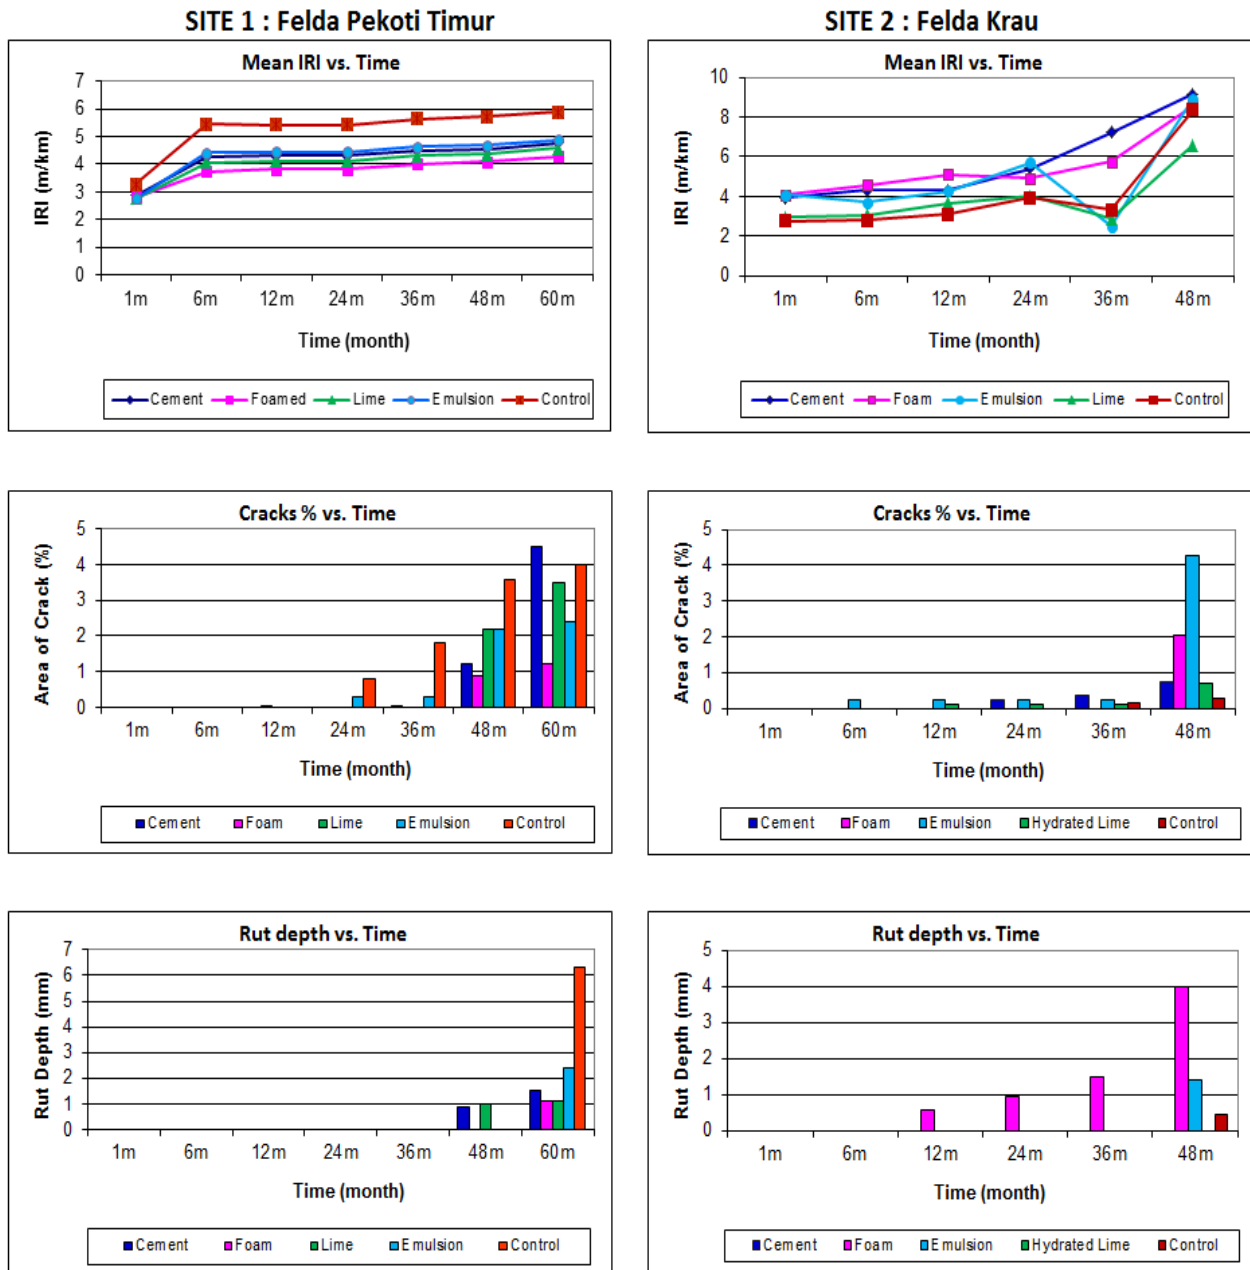 SITE 1 : Felda Pekoti Timur
SITE 2 : Felda Krau
Mean IRI vs. Time
IRI (m/km)
7
6
5
4
3
2
1
0
1m 6m 12m 24m 36m 48m 60m
Time (month)
Cement Foamed Lime Emulsion Control
Mean IRI vs. Time
IRI (m/km)
10
8
6
4
2
0
1m 6m 12m 24m 36m 48m
Time (month)
Cement Foam Emulsion Lime Control
Cracks % vs. Time
Area of Crack (%)
5
4
3
2
1
0
1m 6m 12m 24m 36m 48m 60m
Time (month)
Cement Foam Lime Emulsion Control
Cracks % vs. Time
Area of Crack (%)
5
4
3
2
1
0
1m 6m 12m 24m 36m 48m
Time (month)
Cement Foam Emulsion Hydrated Lime Control
Rut depth vs. Time
Rut Depth (mm)
7
6
5
4
3
2
1
0
1m 6m 12m 24m 36m 48m 60m
Time (month)
Cement Foam Lime Emulsion Control
Rut depth vs. Time
Rut Depth (mm)
5
4
3
2
1
0
1m 6m 12m 24m 36m 48m
Time (month)
Cement Foam Emulsion Hydrated Lime Control